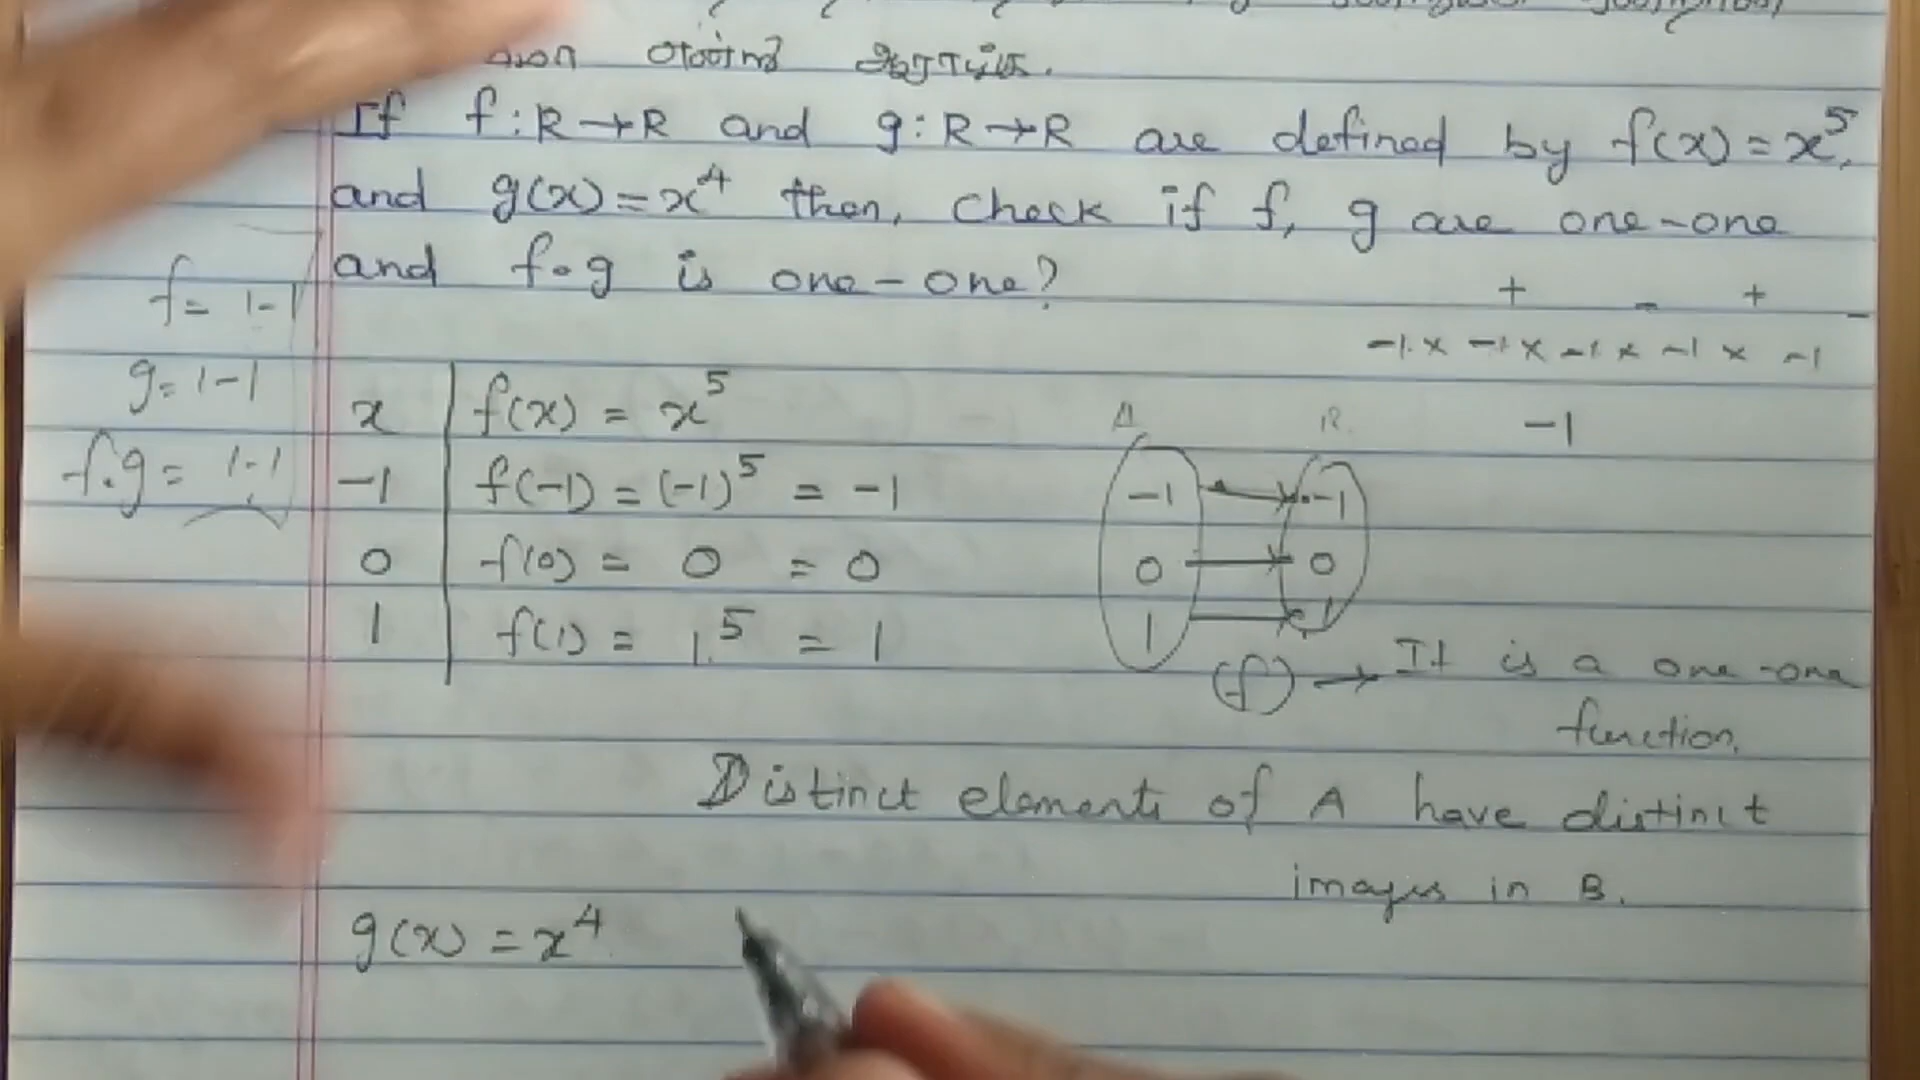 If f : R → R and g : R → R are defined by f(x) = x⁵,
and g(x) = x⁴ then, check if f, g are one-one
and f∘g is one-one?
+ - + -
-1 x -1 x -1 x -1 x -1
-1
f = 1-1
g = 1-1
f∘g = 1-1
x f(x) = x⁵
-1 f(-1) = (-1)⁵ = -1
0 f(0) = 0 = 0
1 f(1) = 1⁵ = 1
A
-1 → -1
0 → 0
1 → 1
f → It is a one-one
function.
Distinct elements of A have distinct
images in B.
g(x) = x⁴